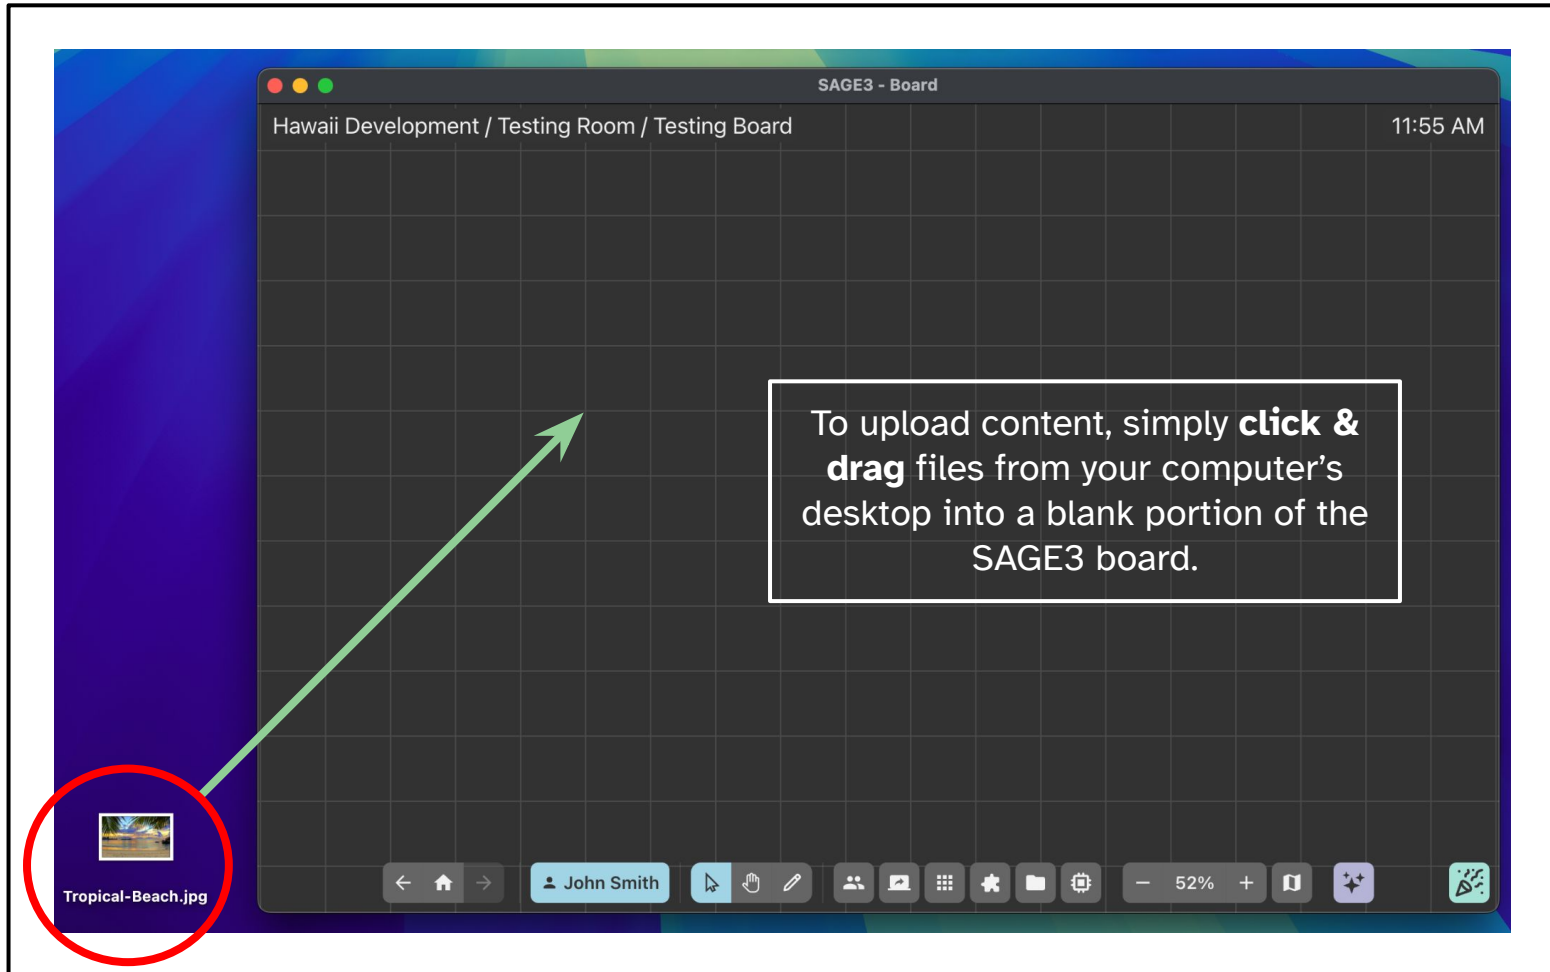 SAGE3 - Board
Hawaii Development / Testing Room / Testing Board
11:55 AM
To upload content, simply click &
drag files from your computer’s
desktop into a blank portion of the
SAGE3 board.
Tropical-Beach.jpg
John Smith
52%